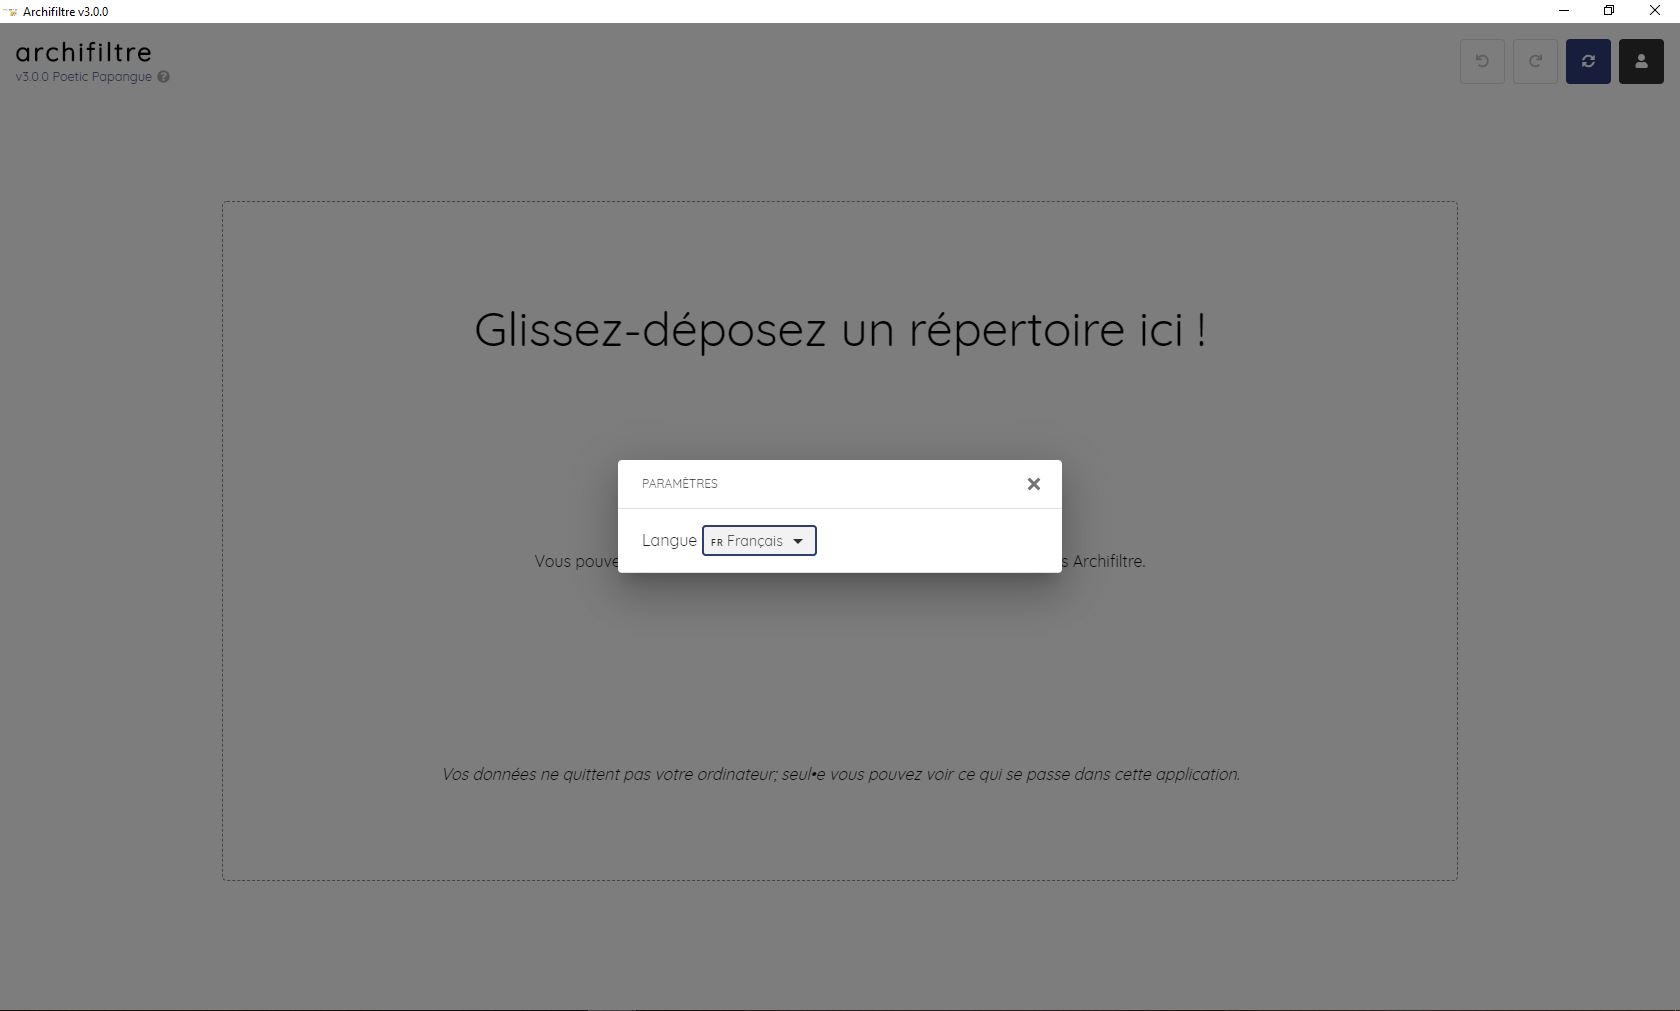 Archifiltre v3.0.0
archifiltre
v3.0.0 Poetic Papangue ?
Glissez-déposez un répertoire ici !
PARAMÈTRES
Langue FR Français
Vous pouve
s Archifiltre.
Vos données ne quittent pas votre ordinateur; seul•e vous pouvez voir ce qui se passe dans cette application.